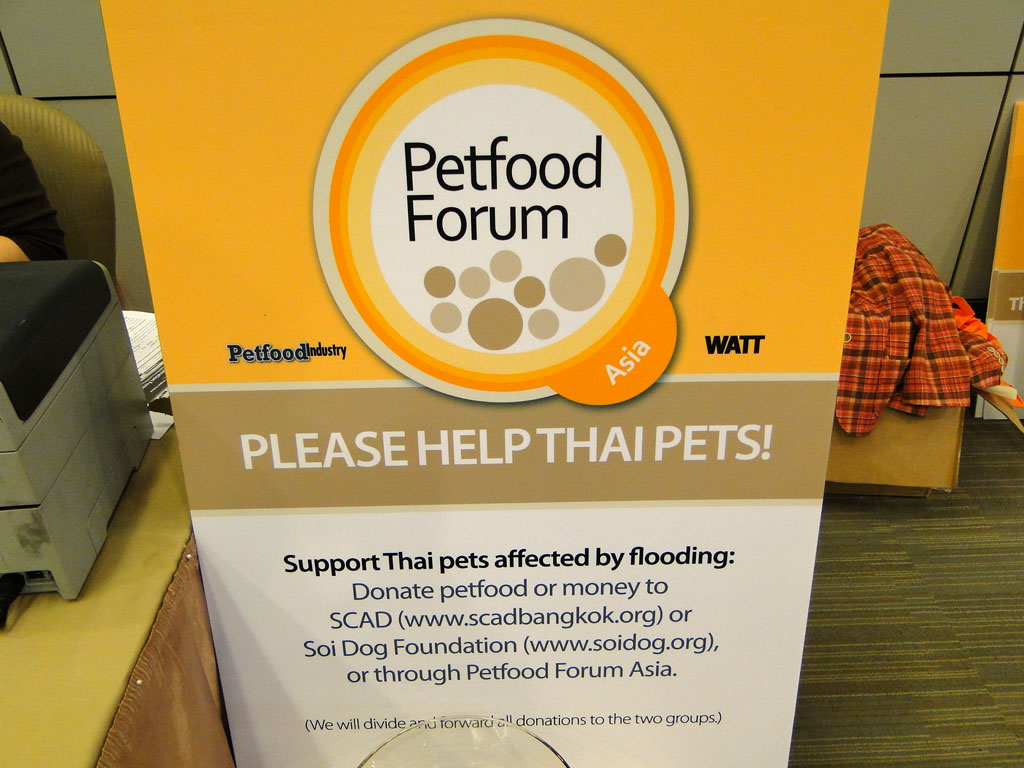 Petfood
Forum
Asia
PetfoodIndustry
WATT
PLEASE HELP THAI PETS!
Support Thai pets affected by flooding:
Donate petfood or money to
SCAD (www.scadbangkok.org) or
Soi Dog Foundation (www.soidog.org),
or through Petfood Forum Asia.
(We will divide and forward all donations to the two groups.)